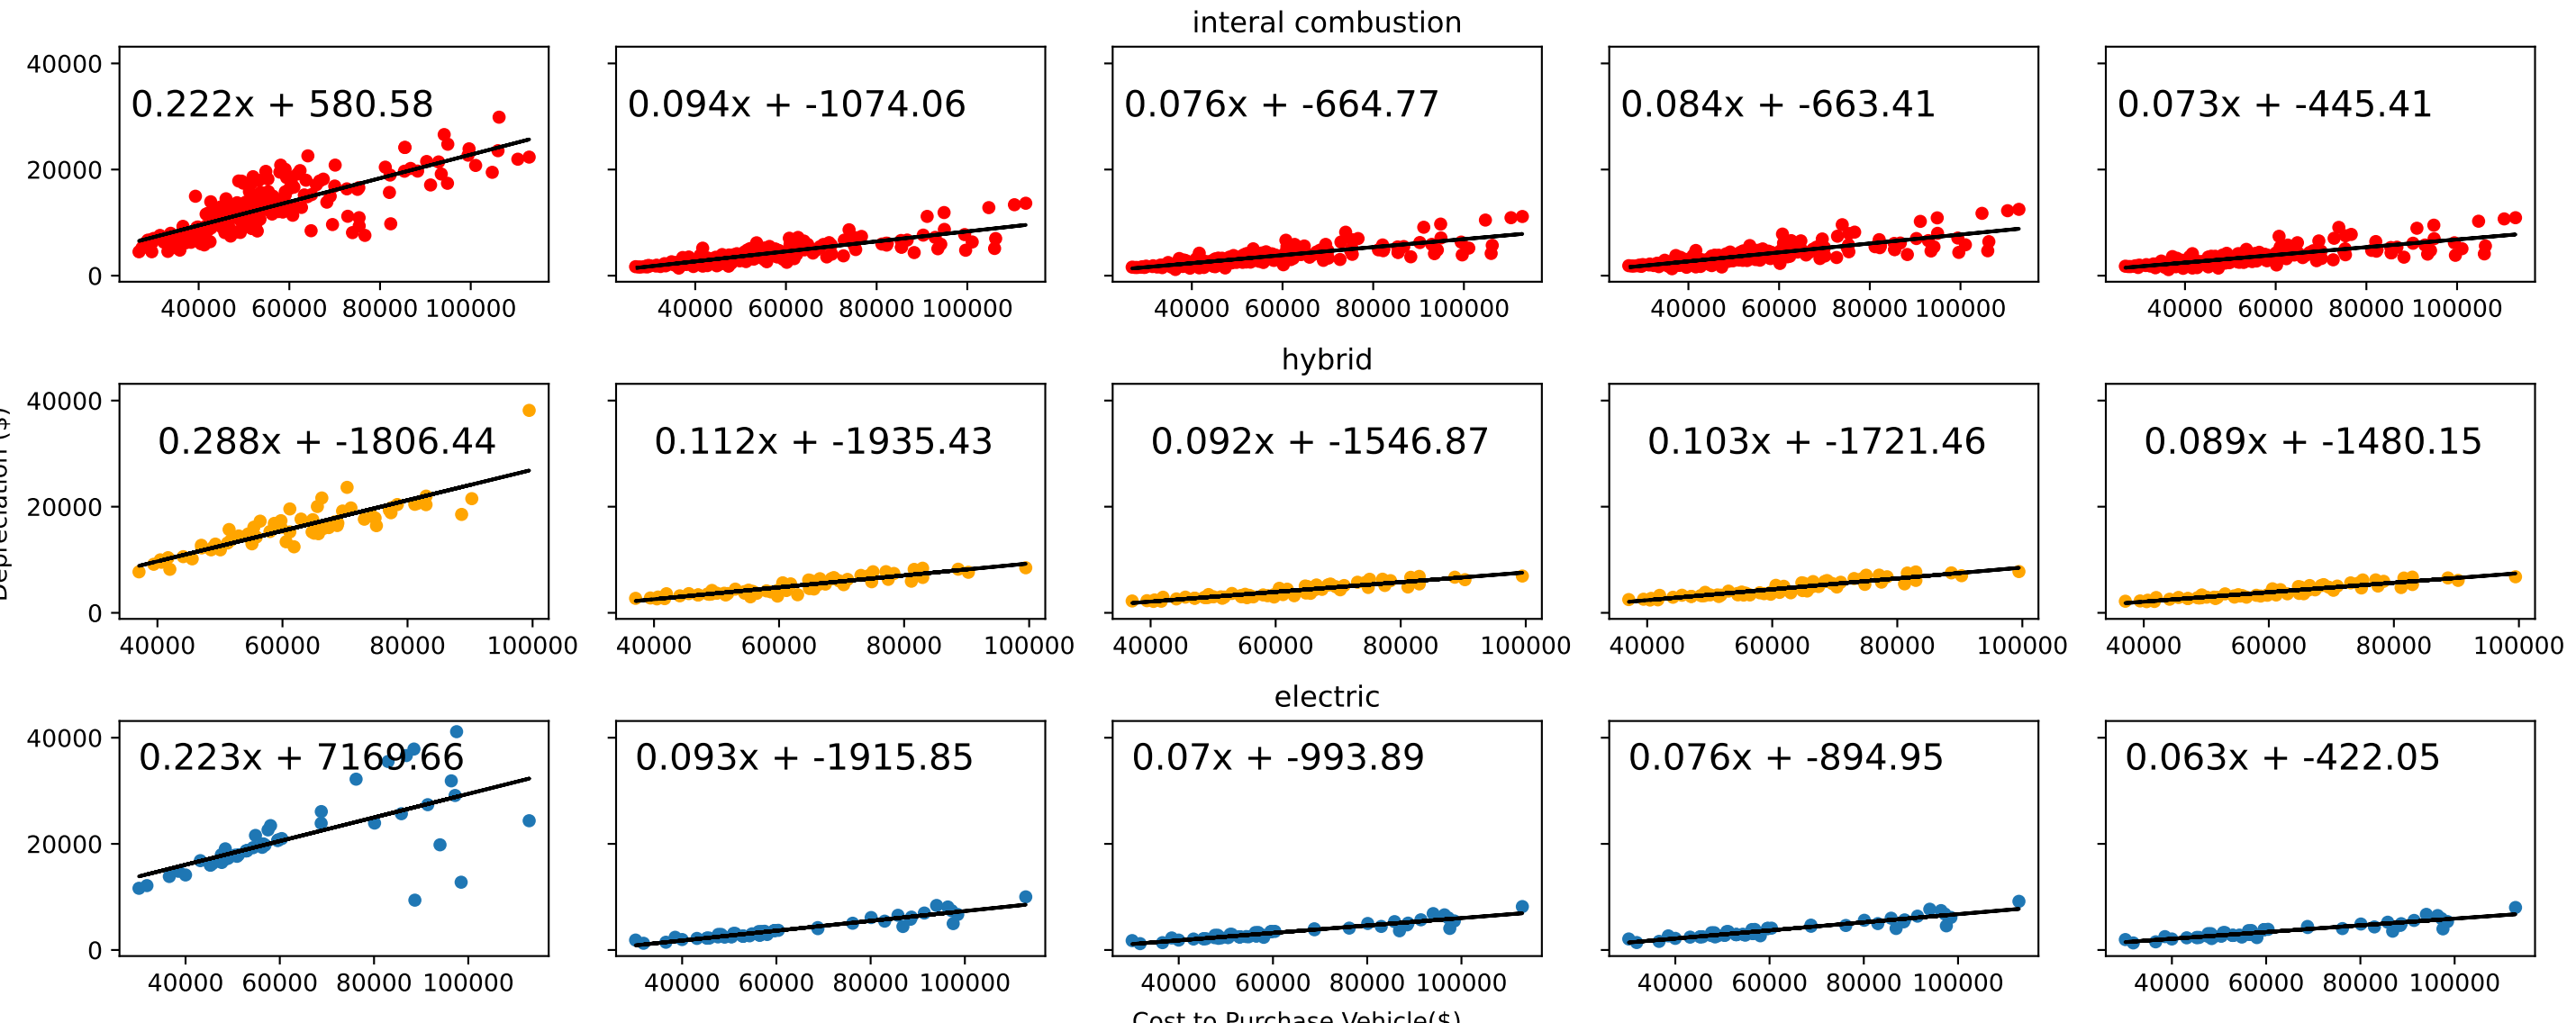 interal combustion
40000
20000
0
0.222x + 580.58
0.094x + -1074.06
0.076x + -664.77
0.084x + -663.41
0.073x + -445.41
40000 60000 80000 100000
40000 60000 80000 100000
40000 60000 80000 100000
40000 60000 80000 100000
40000 60000 80000 100000
hybrid
40000
20000
0
0.288x + -1806.44
0.112x + -1935.43
0.092x + -1546.87
0.103x + -1721.46
0.089x + -1480.15
40000 60000 80000 100000
40000 60000 80000 100000
40000 60000 80000 100000
40000 60000 80000 100000
40000 60000 80000 100000
Depreciation ($)
electric
40000
20000
0
0.223x + 7169.66
0.093x + -1915.85
0.07x + -993.89
0.076x + -894.95
0.063x + -422.05
40000 60000 80000 100000
40000 60000 80000 100000
40000 60000 80000 100000
40000 60000 80000 100000
40000 60000 80000 100000
Cost to Purchase Vehicle($)